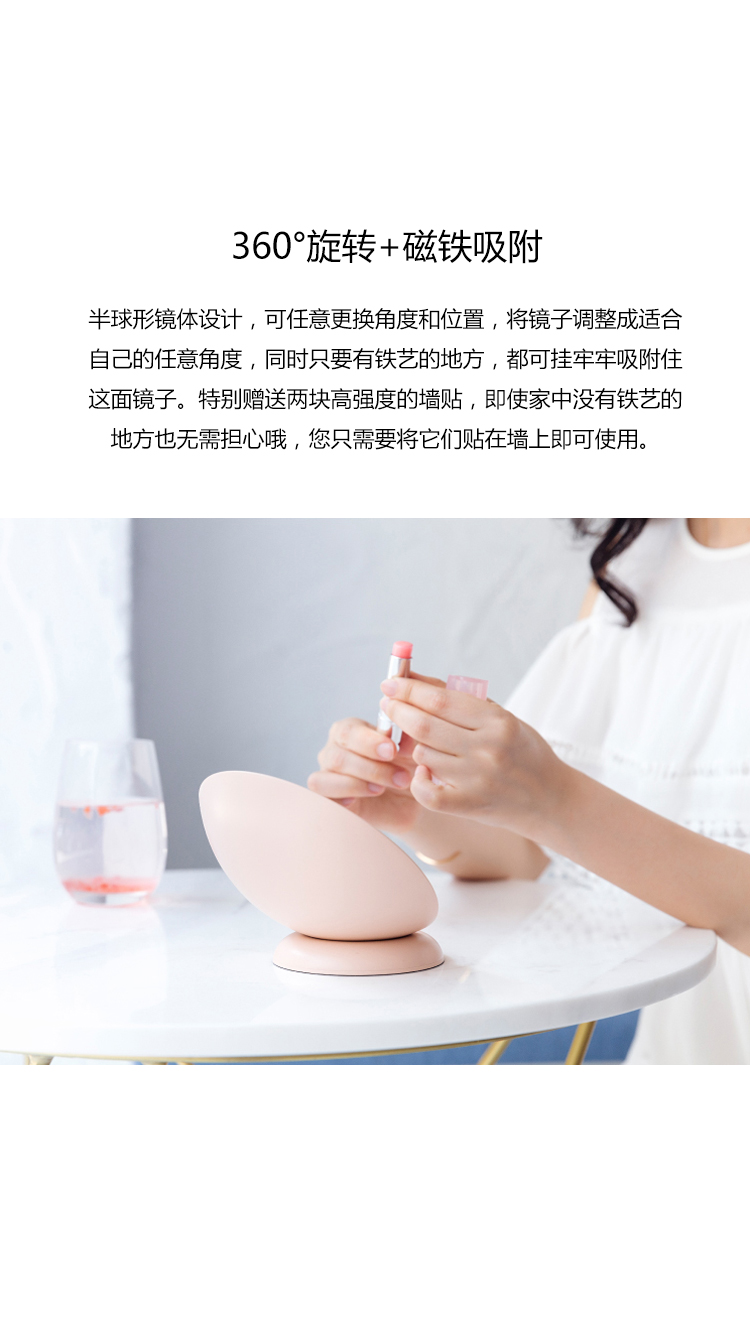 360°旋转+磁铁吸附
半球形镜体设计，可任意更换角度和位置，将镜子调整成适合
自己的任意角度，同时只要有铁艺的地方，都可挂牢牢吸附住
这面镜子。特别赠送两块高强度的墙贴，即使家中没有铁艺的
地方也无需担心哦，您只需要将它们贴在墙上即可使用。